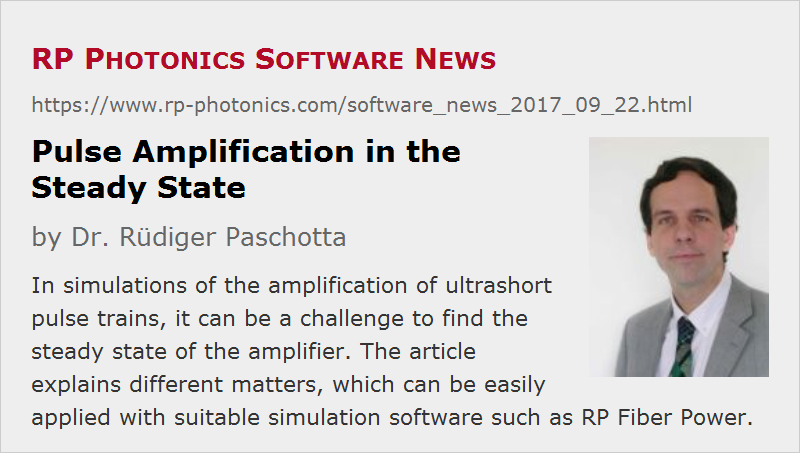 RP Photonics Software News
https://www.rp-photonics.com/software_news_2017_09_22.html
Pulse Amplification in the
Steady State
by Dr. Rüdiger Paschotta
In simulations of the amplification of ultrashort
pulse trains, it can be a challenge to find the
steady state of the amplifier. The article
explains different matters, which can be easily
applied with suitable simulation software such as RP Fiber Power.